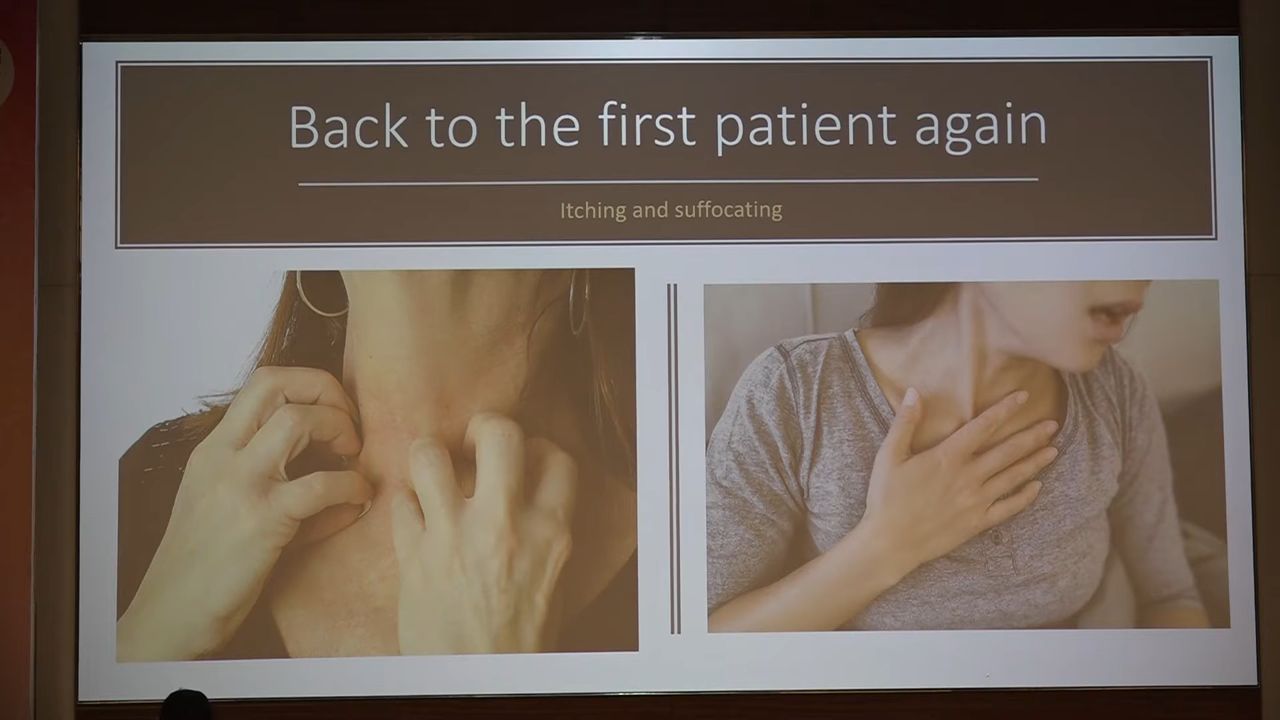 Back to the first patient again
Itching and suffocating